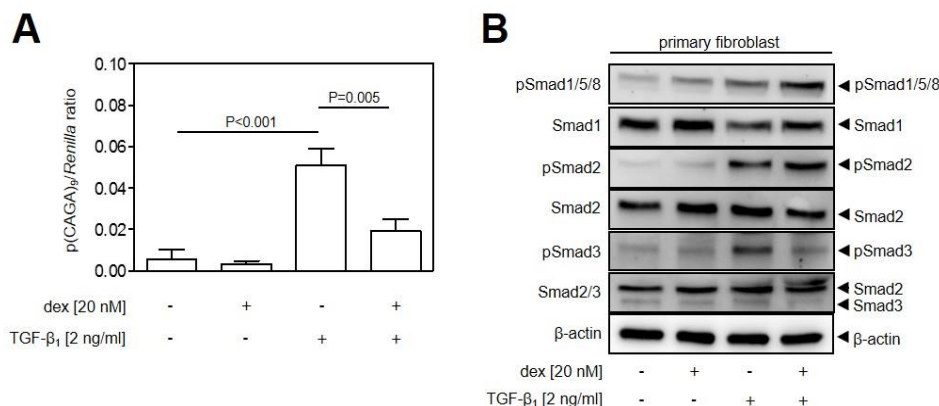 A
p(CAGA)₉/Renilla ratio
0.10
0.08
0.06
0.04
0.02
0.00
P<0.001
P=0.005
dex [20 nM] - + - +
TGF-β₁ [2 ng/ml] - - + +
B
primary fibroblast
pSmad1/5/8 pSmad1/5/8
Smad1 Smad1
pSmad2 pSmad2
Smad2 Smad2
pSmad3 pSmad3
Smad2/3 Smad2
Smad3
β-actin β-actin
dex [20 nM] - + - +
TGF-β₁ [2 ng/ml] - - + +